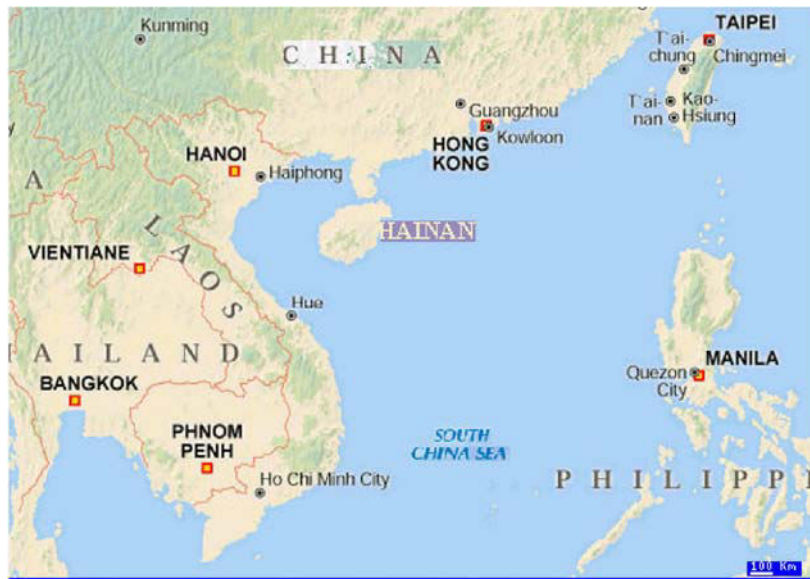 Kunming
CHINA
TAIPEI
T'ai-
chung
Chingmei
T'ai-
nan
Kao-
Hsiung
Guangzhou
Kowloon
HONG
KONG
HANOI
Haiphong
A
HAINAN
LAOS
VIENTIANE
Hue
AILAND
MANILA
Quezon
City
BANGKOK
PHNOM
PENH
SOUTH
CHINA SEA
Ho Chi Minh City
PHILIPP
100 Km